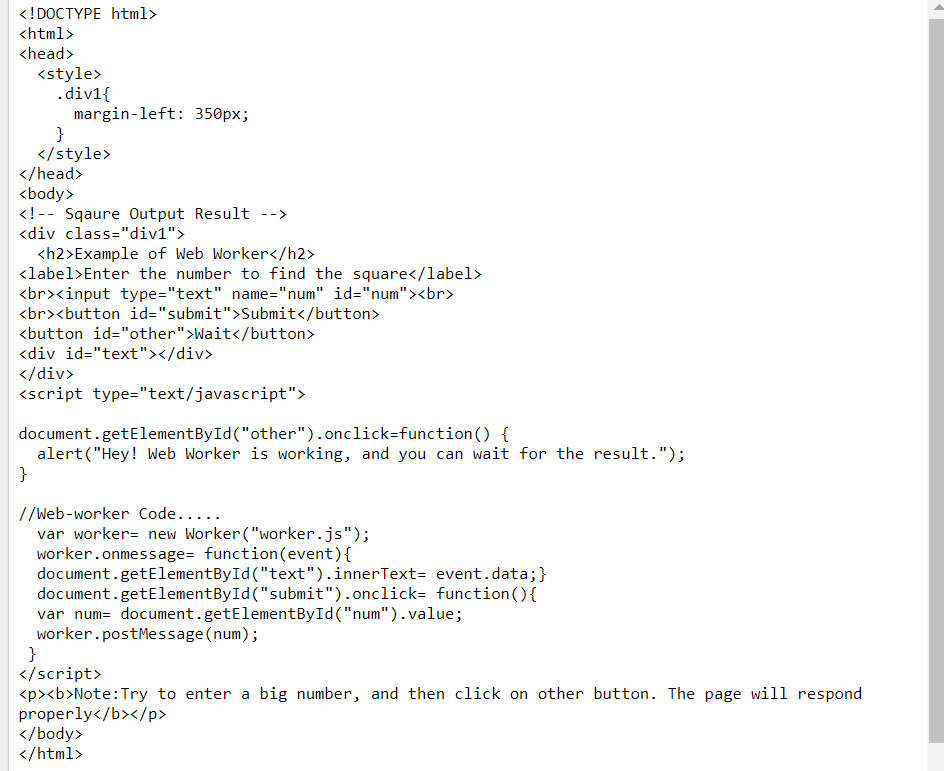 <!DOCTYPE html>
<html>
<head>
  <style>
    .div1{
      margin-left: 350px;
    }
  </style>
</head>
<body>
<!-- Sqaure Output Result -->
<div class="div1">
  <h2>Example of Web Worker</h2>
<label>Enter the number to find the square</label>
<br><input type="text" name="num" id="num"><br>
<br><button id="submit">Submit</button>
<button id="other">Wait</button>
<div id="text"></div>
</div>
<script type="text/javascript">

document.getElementById("other").onclick=function() {
  alert("Hey! Web Worker is working, and you can wait for the result.");
}

//Web-worker Code.....
  var worker= new Worker("worker.js");
  worker.onmessage= function(event){
  document.getElementById("text").innerText= event.data;}
  document.getElementById("submit").onclick= function(){
  var num= document.getElementById("num").value;
  worker.postMessage(num);
 }
</script>
<p><b>Note:Try to enter a big number, and then click on other button. The page will respond
properly</b></p>
</body>
</html>